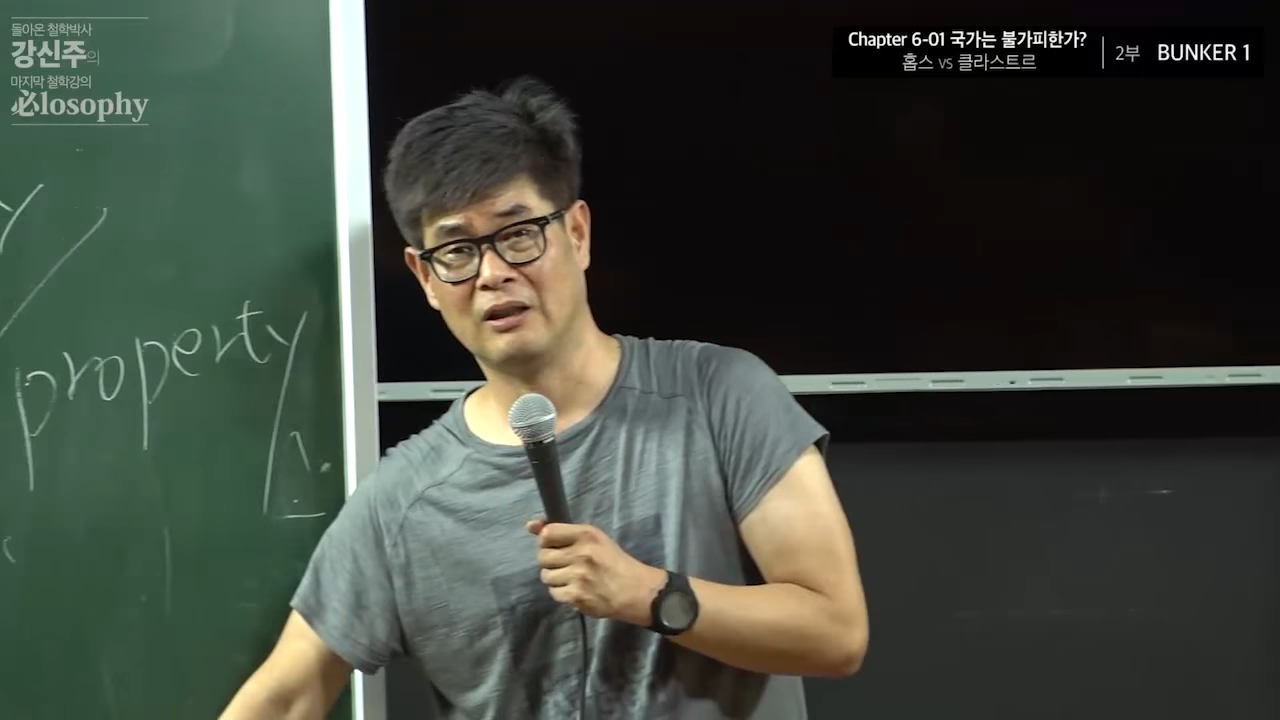 돌아온 철학박사
강신주의
마지막 철학강의
必losophy
Chapter 6-01 국가는 불가피한가?
홉스 vs 클라스트르
2부
BUNKER 1
property